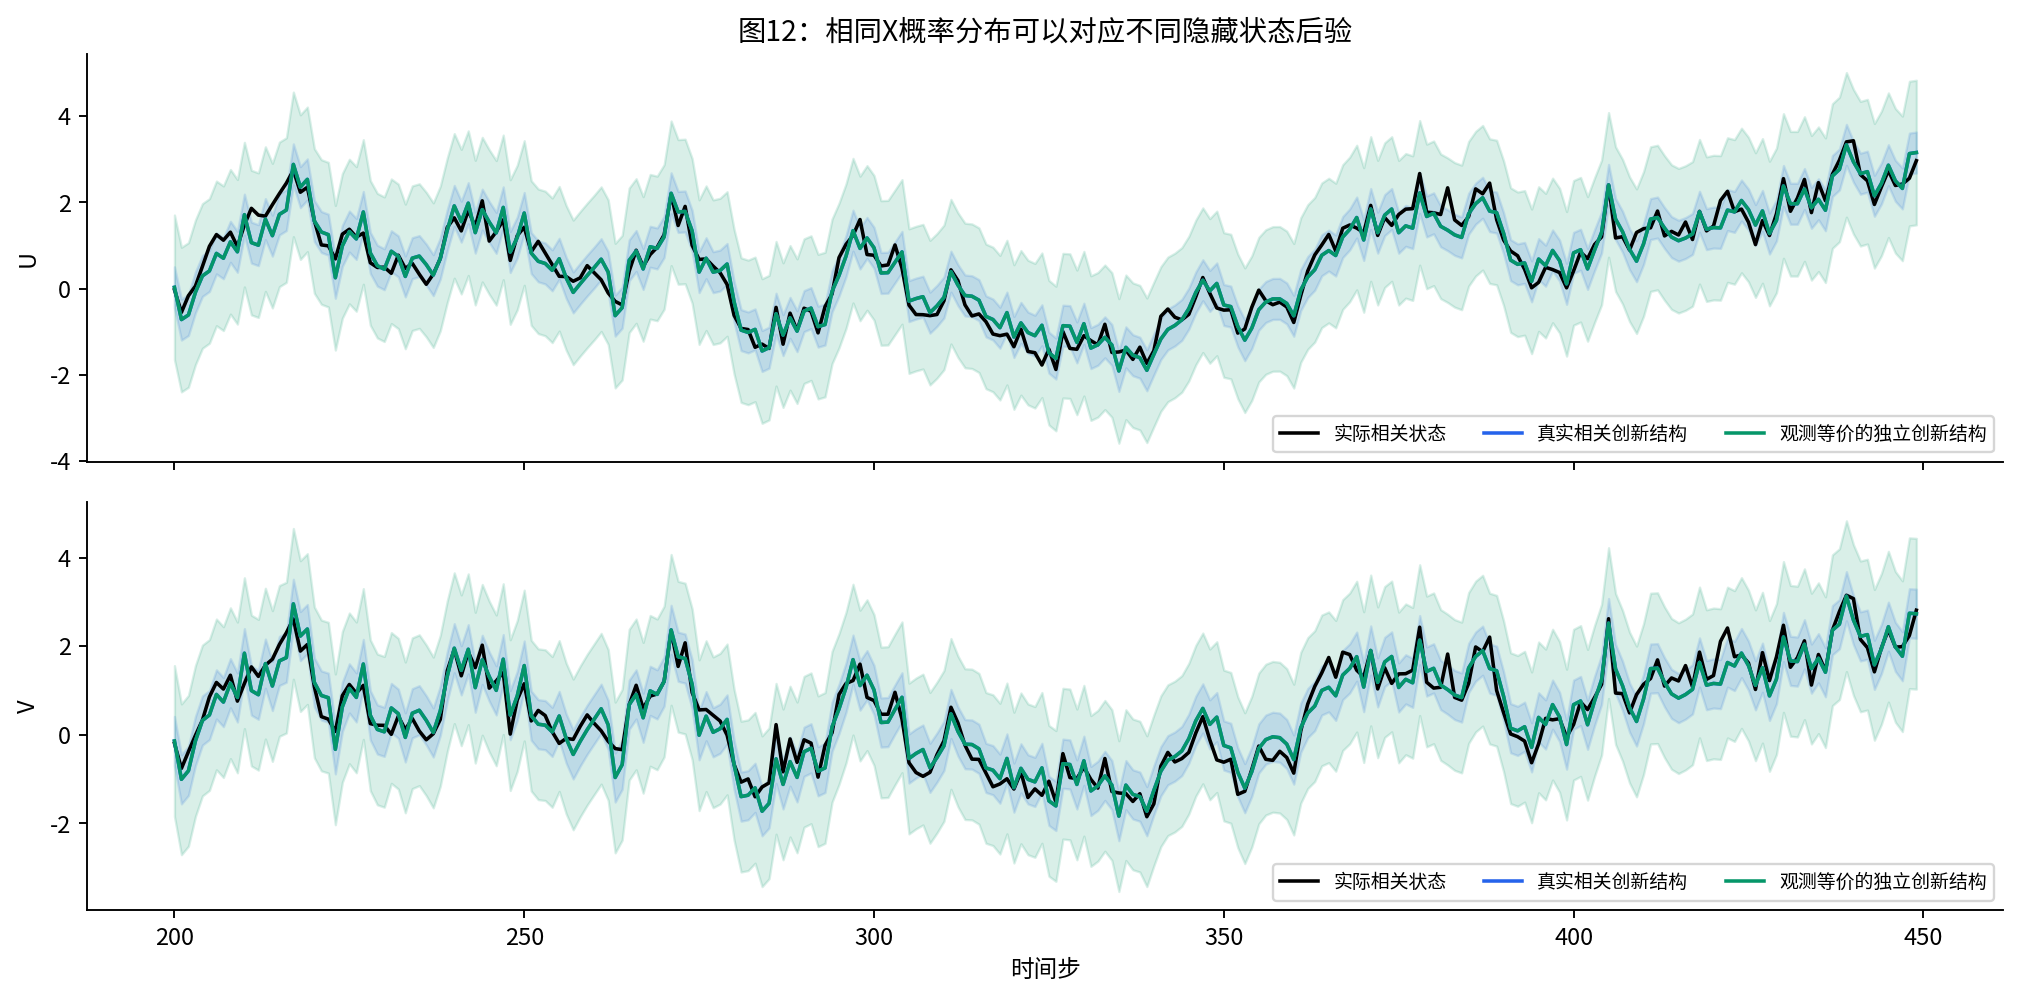 图12：相同X概率分布可以对应不同隐藏状态后验
U
4
2
0
-2
-4
实际相关状态 真实相关创新结构 观测等价的独立创新结构
V
4
2
0
-2
实际相关状态 真实相关创新结构 观测等价的独立创新结构
200 250 300 350 400 450
时间步